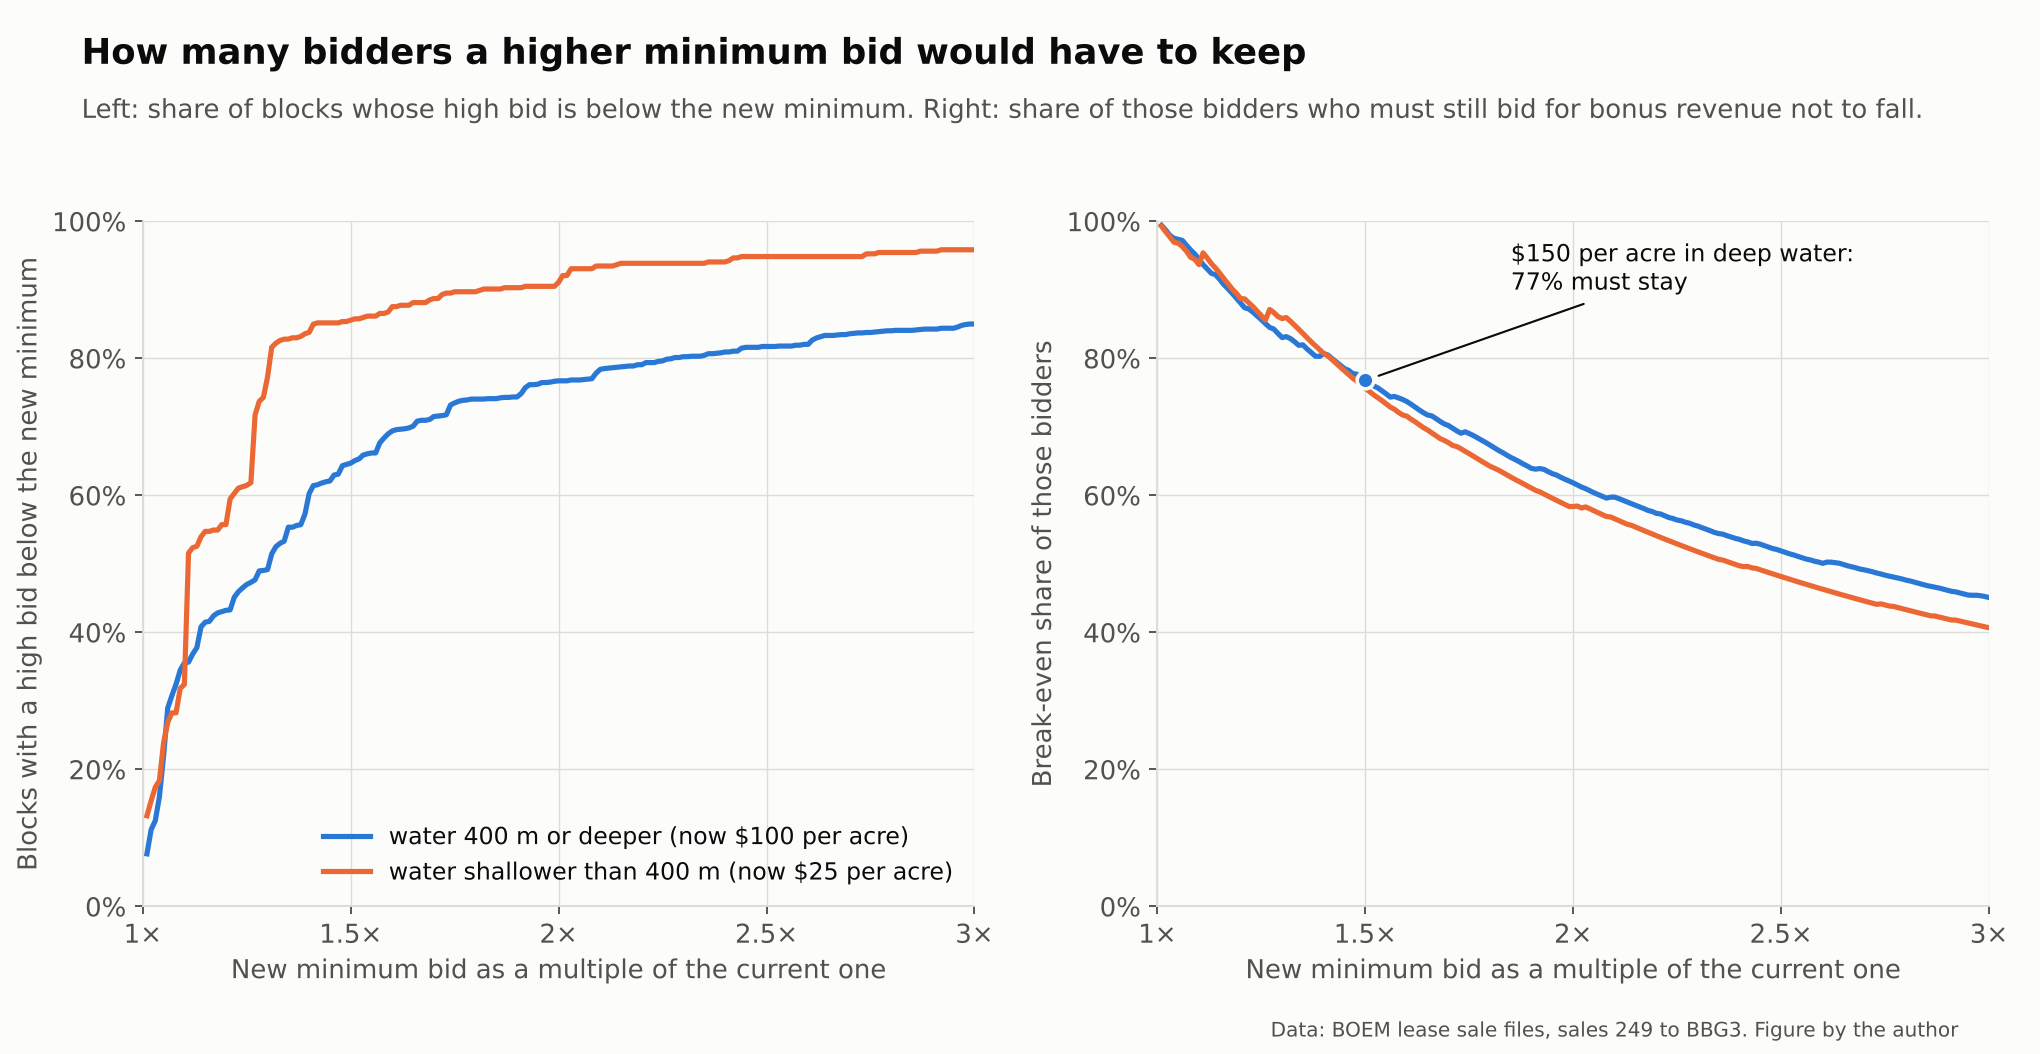 How many bidders a higher minimum bid would have to keep
Left: share of blocks whose high bid is below the new minimum. Right: share of those bidders who must still bid for bonus revenue not to fall.
Blocks with a high bid below the new minimum
100%
80%
60%
40%
20%
0%
water 400 m or deeper (now $100 per acre)
water shallower than 400 m (now $25 per acre)
1×
1.5×
2×
2.5×
3×
New minimum bid as a multiple of the current one
Break-even share of those bidders
100%
80%
60%
40%
20%
0%
$150 per acre in deep water:
77% must stay
1×
1.5×
2×
2.5×
3×
New minimum bid as a multiple of the current one
Data: BOEM lease sale files, sales 249 to BBG3. Figure by the author